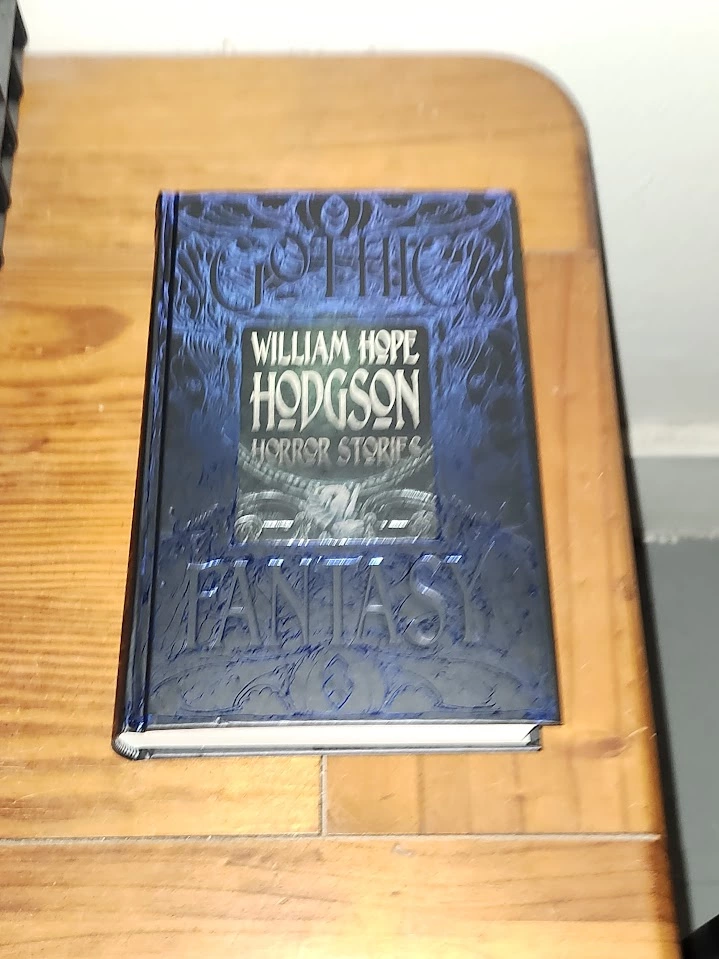 GOTHIC
WILLIAM HOPE
HODGSON
HORROR STORIES
FANTASY